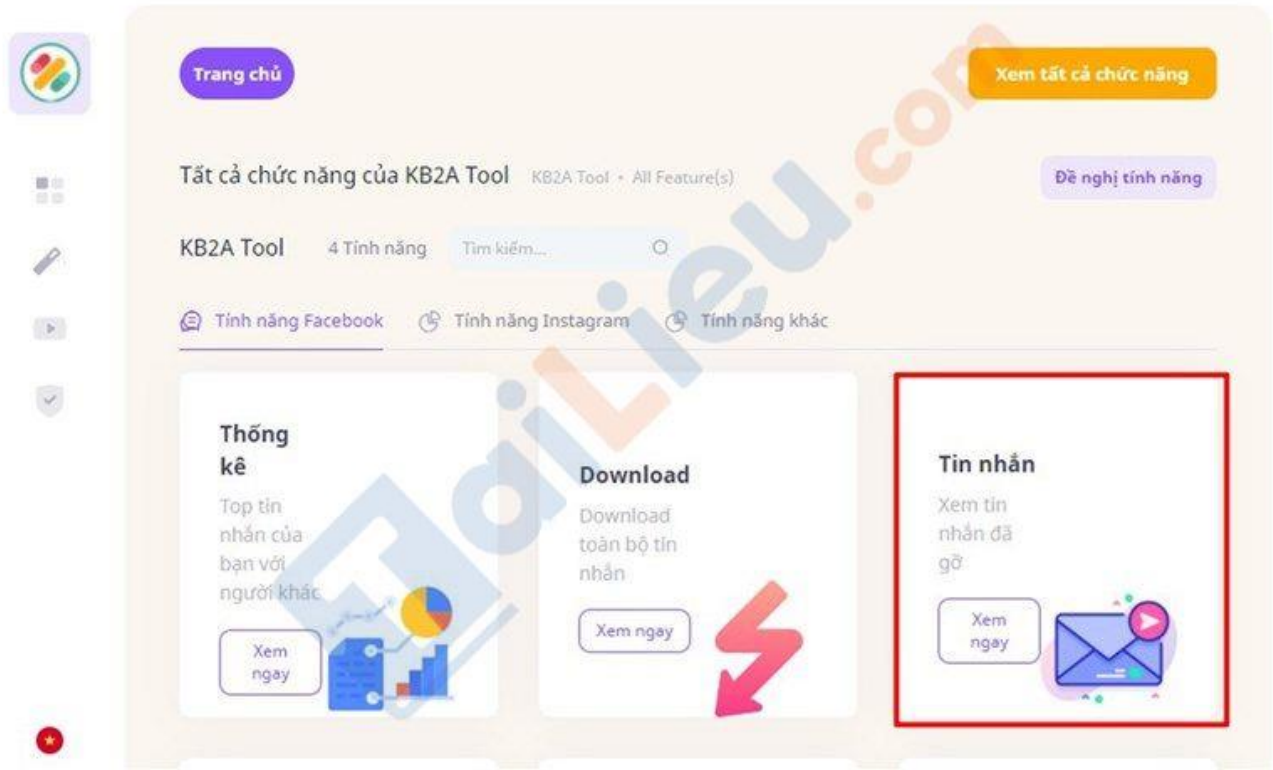 Trang chủ
Xem tất cả chức năng
Tất cả chức năng của KB2A Tool KB2A Tool • All Feature(s)
Đề nghị tính năng
KB2A Tool 4 Tính năng Tìm kiếm...
Tính năng Facebook Tính năng Instagram Tính năng khác
Thống
kê
Top tin
nhắn của
bạn với
người khác
Xem
ngay
Download
Download
toàn bộ tin
nhắn
Xem ngay
Tin nhắn
Xem tin
nhắn đã
gỡ
Xem
ngay
TaiLieu.com